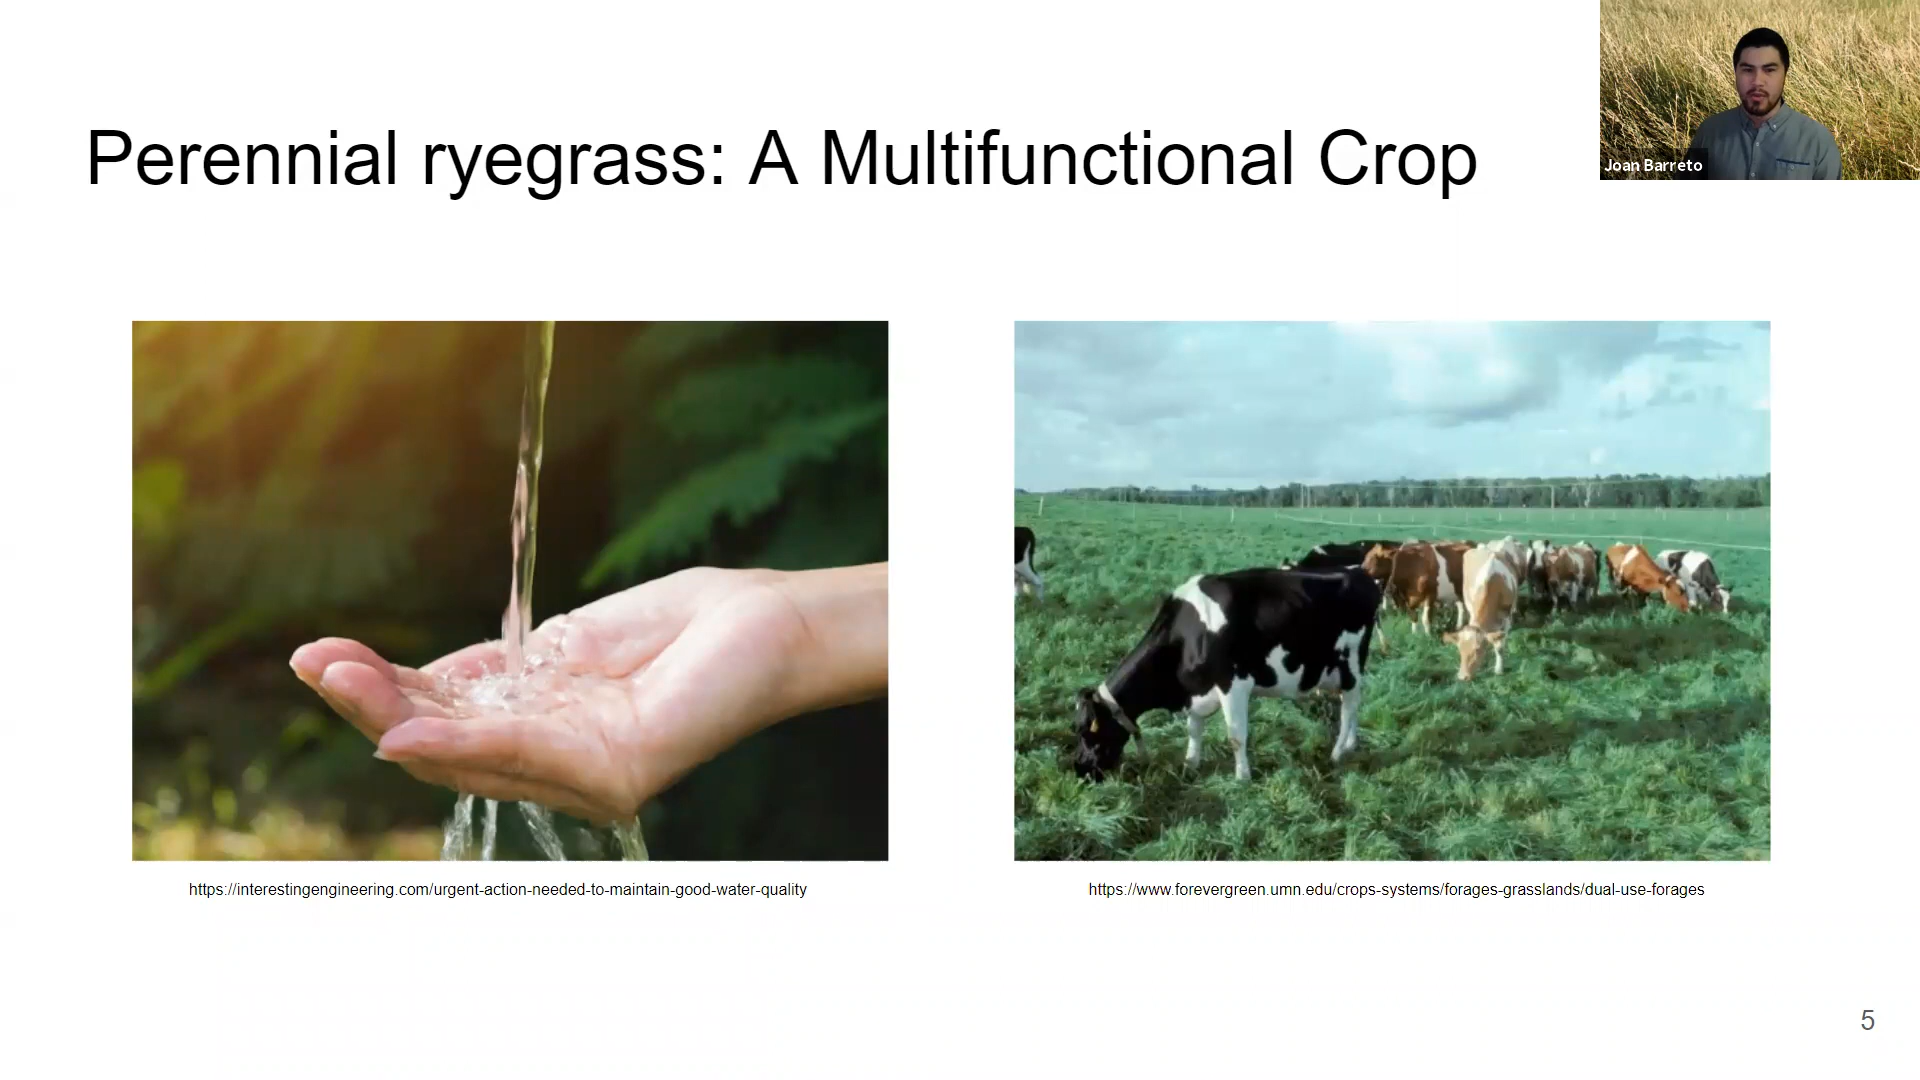 Perennial ryegrass: A Multifunctional Crop
Joan Barreto
https://interestingengineering.com/urgent-action-needed-to-maintain-good-water-quality
https://www.forevergreen.umn.edu/crops-systems/forages-grasslands/dual-use-forages
5